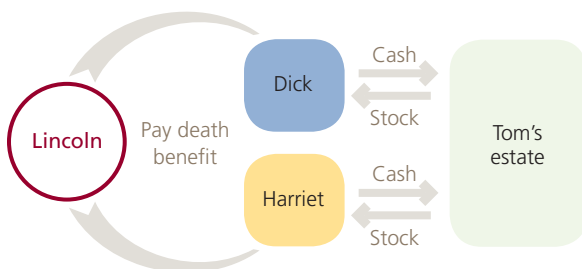 Lincoln
Pay death
benefit
Dick
Harriet
Cash
Stock
Cash
Stock
Tom's
estate